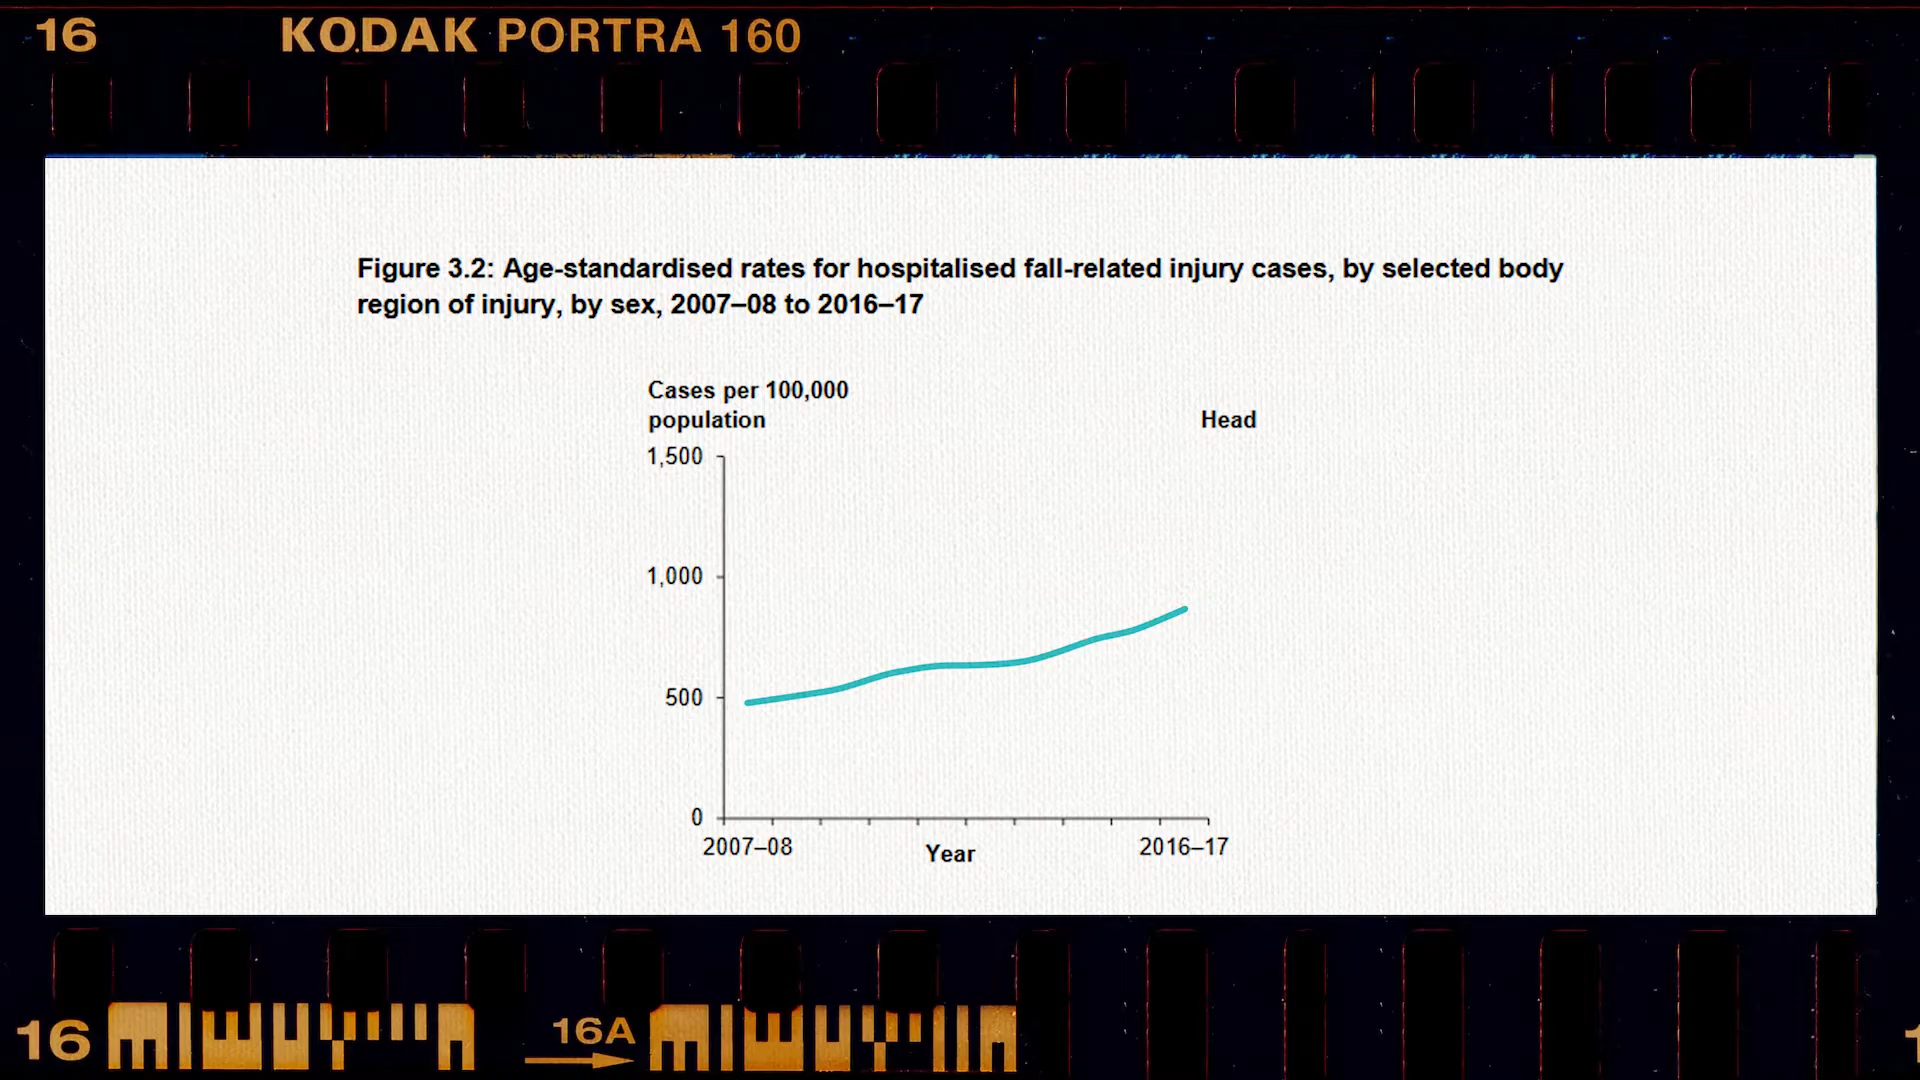 16 KODAK PORTRA 160
Figure 3.2: Age-standardised rates for hospitalised fall-related injury cases, by selected body
region of injury, by sex, 2007–08 to 2016–17
Cases per 100,000
population
Head
1,500
1,000
500
0
2007–08
Year
2016–17
16
16A